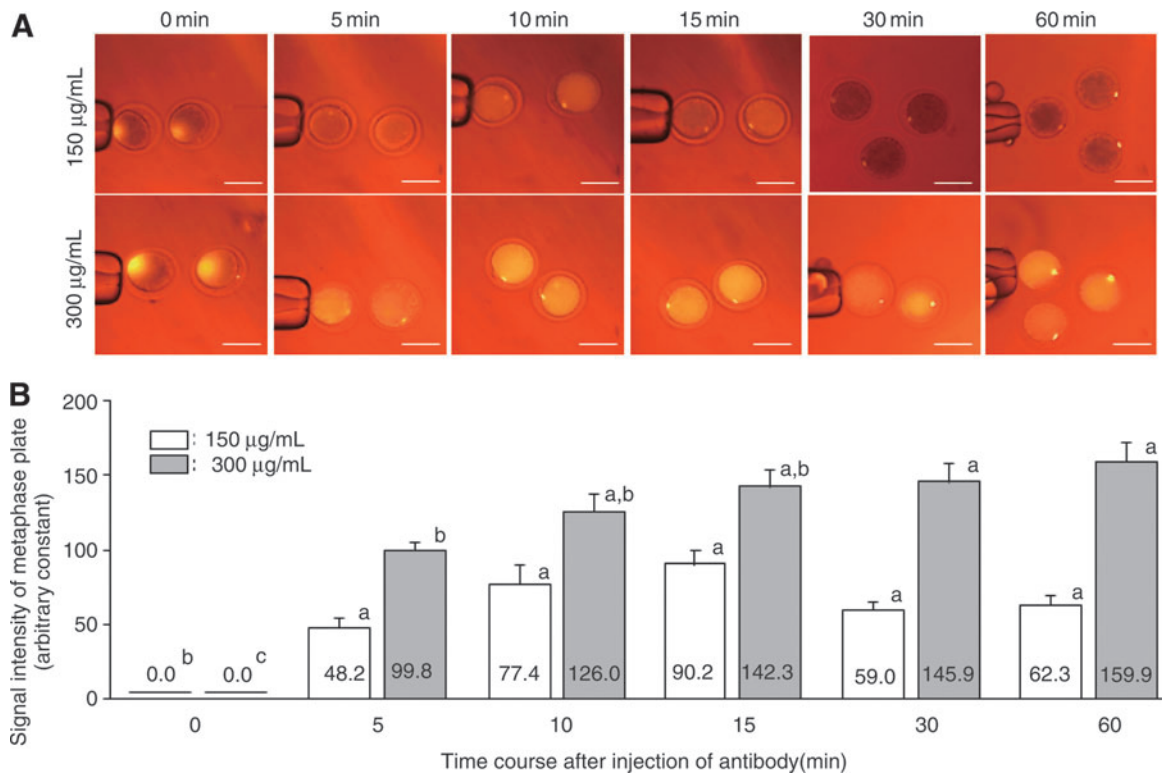 A
0 min 5 min 10 min 15 min 30 min 60 min
150 μg/mL
300 μg/mL
B
Signal intensity of metaphase plate
(arbitrary constant)
200
150
100
50
0
: 150 μg/mL
: 300 μg/mL
b c a b a a,b a a,b a a a a
0.0 0.0 48.2 99.8 77.4 126.0 90.2 142.3 59.0 145.9 62.3 159.9
0 5 10 15 30 60
Time course after injection of antibody(min)